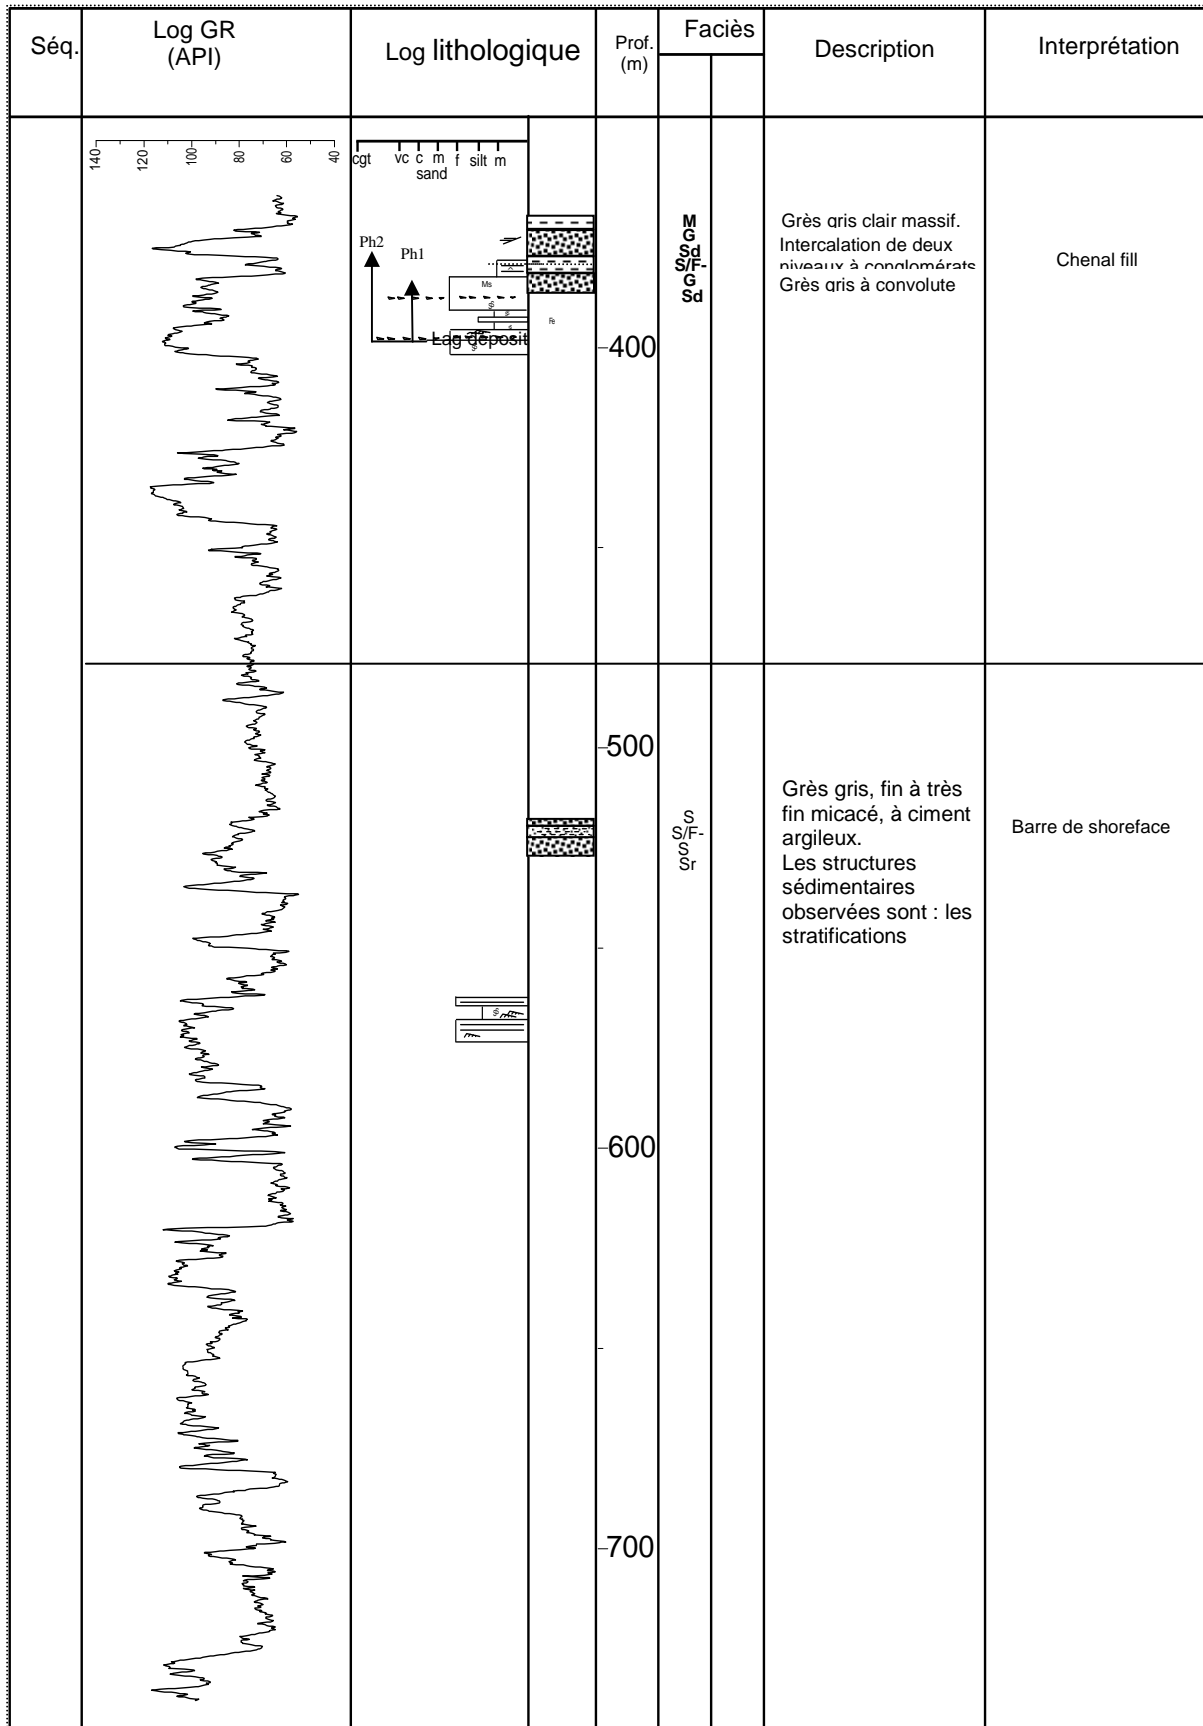 Séq.
Log GR
(API)
Log lithologique
Prof.
(m)
Faciès
Description
Interprétation
140 120 100 80 60 40
cgt vc c m f silt m
sand
Ph2
Ph1
Ms
Fe
Lag deposit
400
M
G
Sd
S/F-
G
Sd
Grès gris clair massif.
Intercalation de deux
niveaux à conglomérats
Grès gris à convolute
Chenal fill
500
S
S/F-
S
Sr
Grès gris, fin à très
fin micacé, à ciment
argileux.
Les structures
sédimentaires
observées sont : les
stratifications
Barre de shoreface
600
700